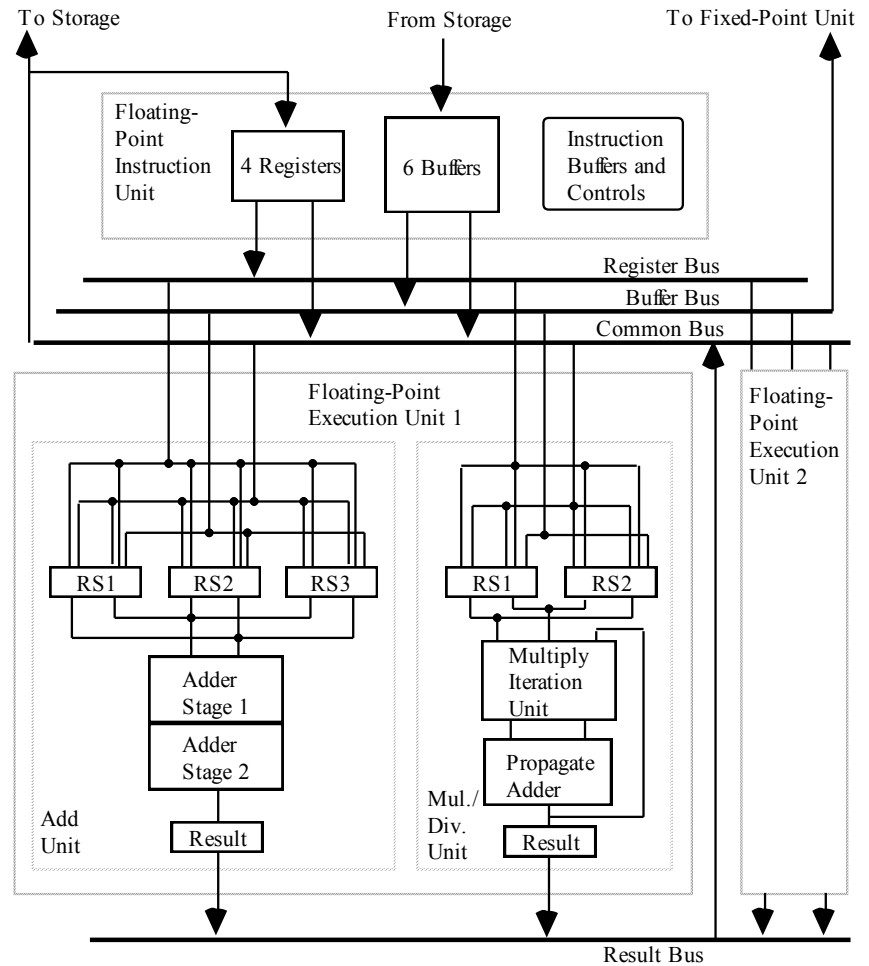 To Storage
From Storage
To Fixed-Point Unit
Floating-
Point
Instruction
Unit
4 Registers
6 Buffers
Instruction
Buffers and
Controls
Register Bus
Buffer Bus
Common Bus
Floating-Point
Execution Unit 1
Floating-
Point
Execution
Unit 2
RS1
RS2
RS3
RS1
RS2
Adder
Stage 1
Adder
Stage 2
Multiply
Iteration
Unit
Propagate
Adder
Add
Unit
Result
Mul./
Div.
Unit
Result
Result Bus